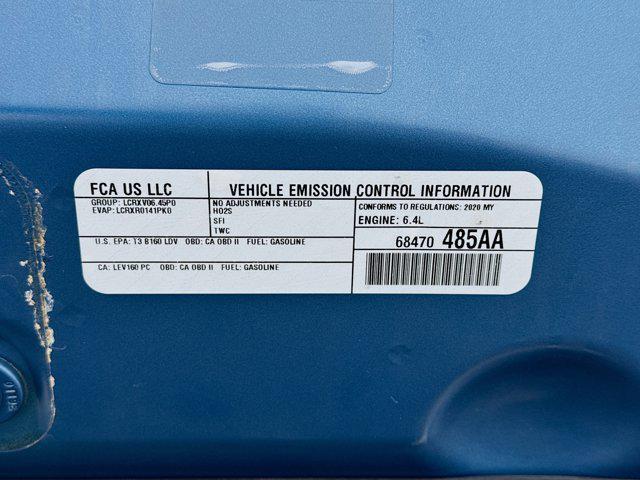 FCA US LLC
GROUP: LCRXV06.45P0
EVAP: LCRXR0141PK0
VEHICLE EMISSION CONTROL INFORMATION
NO ADJUSTMENTS NEEDED
HO2S
SFI
TWC
CONFORMS TO REGULATIONS: 2020 MY
ENGINE: 6.4L
U.S. EPA: T3 B160 LDV OBD: CA OBD II FUEL: GASOLINE
68470 485AA
CA: LEV160 PC OBD: CA OBD II FUEL: GASOLINE